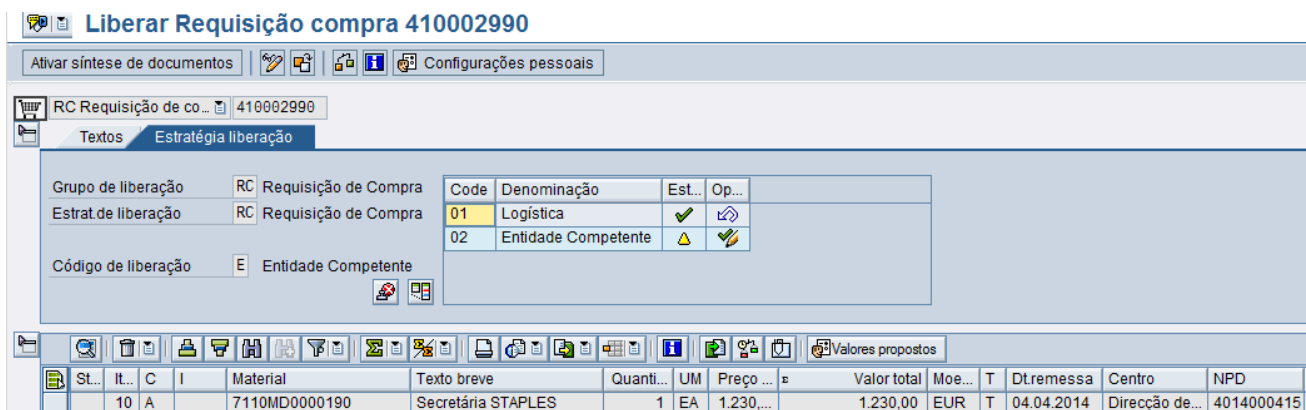 Liberar Requisição compra 410002990
Ativar síntese de documentos Configurações pessoais
RC Requisição de co... 410002990
Textos Estratégia liberação
Grupo de liberação RC Requisição de Compra
Estrat.de liberação RC Requisição de Compra
Código de liberação E Entidade Competente
Code Denominação Est... Op...
01 Logística
02 Entidade Competente
Valores propostos
St... It... C I Material Texto breve Quanti... UM Preço ... Σ Valor total Moe... T Dt.remessa Centro NPD
10 A 7110MD0000190 Secretária STAPLES 1 EA 1.230,... 1.230,00 EUR T 04.04.2014 Direcção de... 4014000415